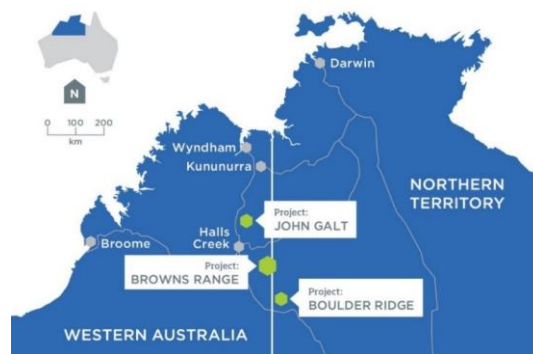 Darwin
N
0 100 200
km
Wyndham
Kununurra
NORTHERN
TERRITORY
Project:
JOHN GALT
Halls
Creek
Broome
Project:
BROWNS RANGE
Project:
BOULDER RIDGE
WESTERN AUSTRALIA